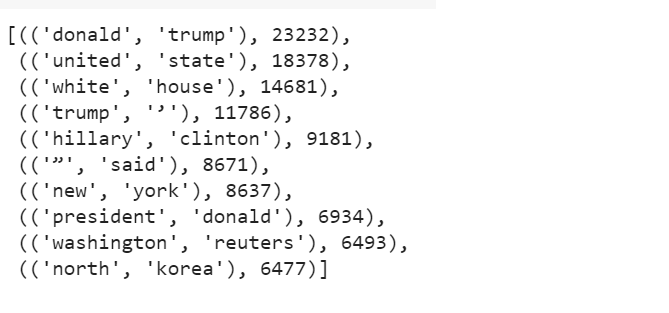 [(('donald', 'trump'), 23232),
(('united', 'state'), 18378),
(('white', 'house'), 14681),
(('trump', '’'), 11786),
(('hillary', 'clinton'), 9181),
(('”', 'said'), 8671),
(('new', 'york'), 8637),
(('president', 'donald'), 6934),
(('washington', 'reuters'), 6493),
(('north', 'korea'), 6477)]